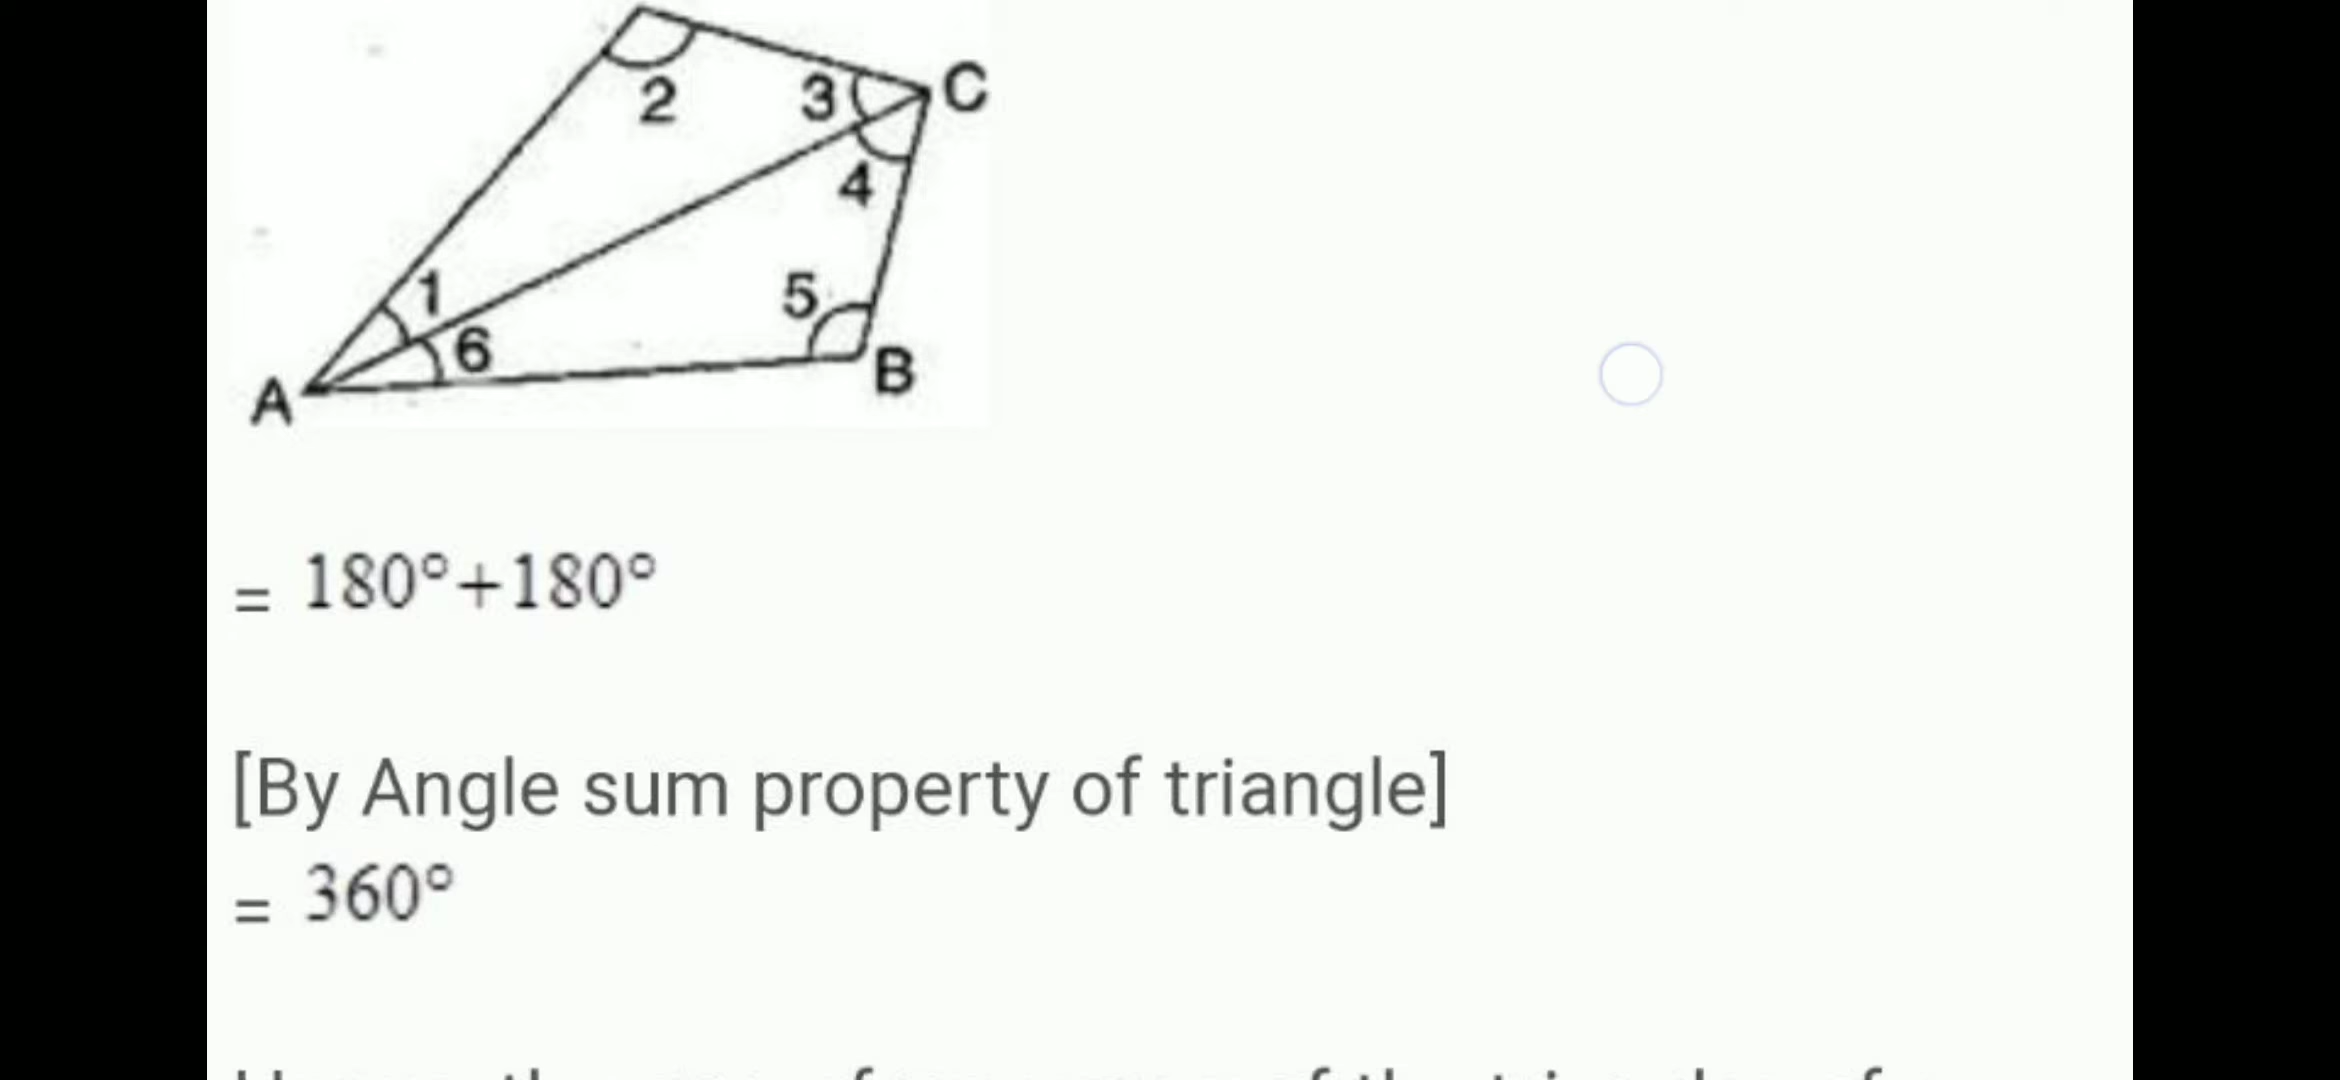 2
3
C
4
1
5
6
B
A
= 180°+180°
[By Angle sum property of triangle]
= 360°